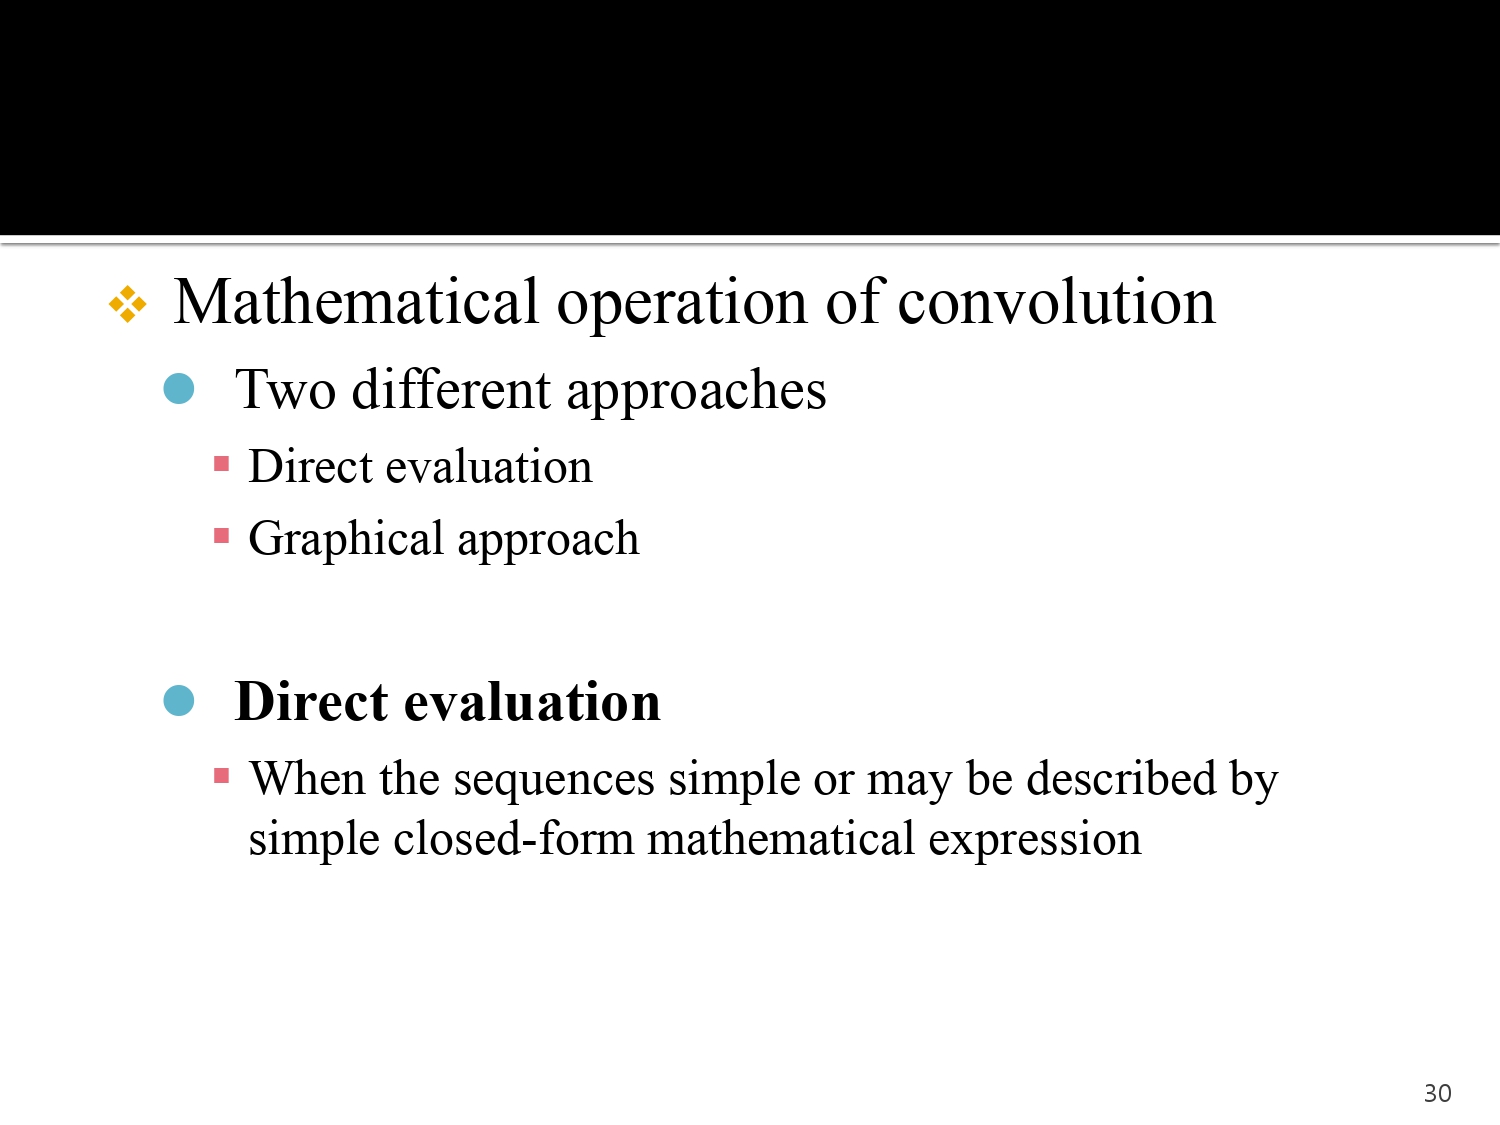 Mathematical operation of convolution
Two different approaches
Direct evaluation
Graphical approach
Direct evaluation
When the sequences simple or may be described by
simple closed-form mathematical expression
30